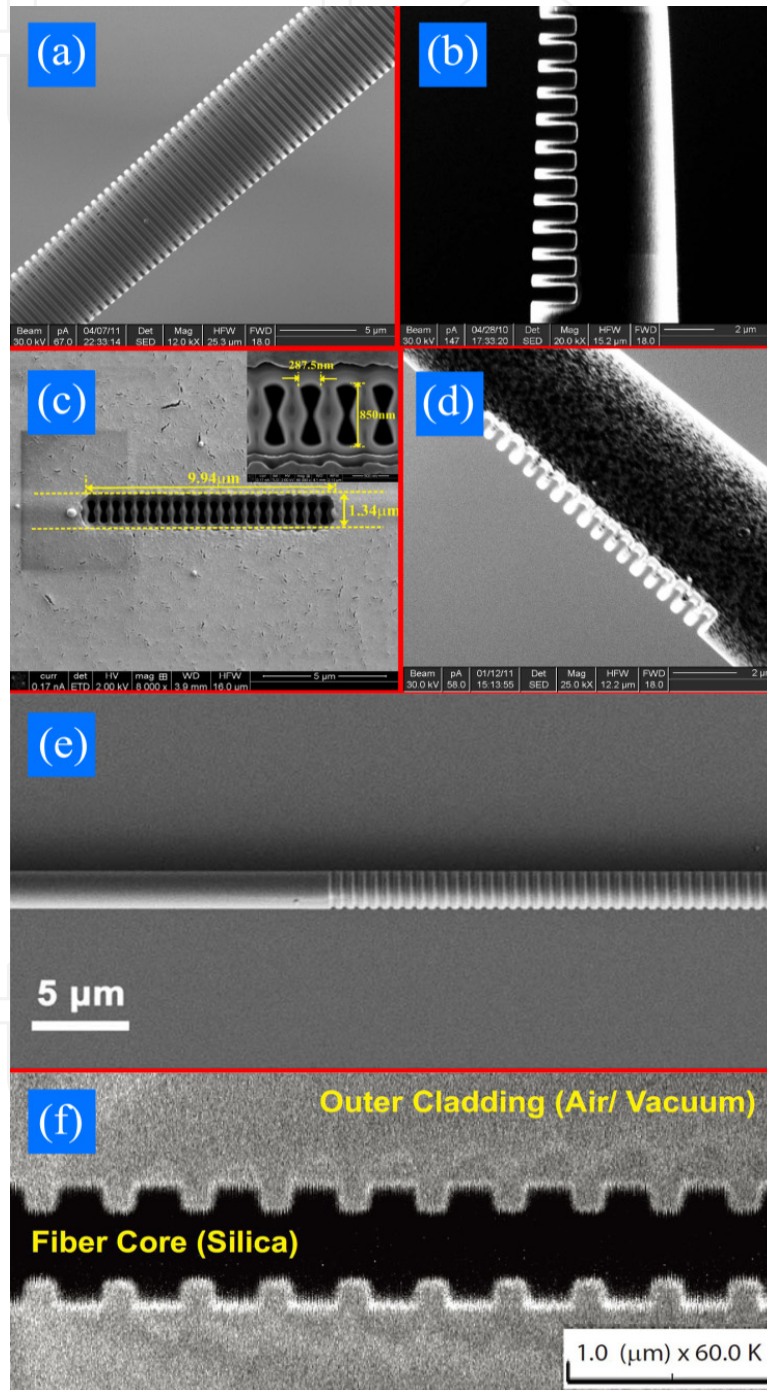 (a)
Beam pA 04/07/11 Det Mag HFW FWD 5 µm
30.0 kV 67.0 22:33:14 SED 12.0 kX 25.3 µm 18.0
(b)
Beam pA 04/28/10 Det Mag HFW FWD 2 µm
30.0 kV 147 17:33:20 SED 20.0 kX 15.2 µm 18.0
(c)
287.5nm
850nm
9.94µm
1.34µm
curr det HV mag ⊞ WD HFW 5 µm
0.17 nA ETD 2.00 kV 8 000 x 3.9 mm 16.0 µm
(d)
Beam pA 01/12/11 Det Mag HFW FWD 2 µ
30.0 kV 58.0 15:13:55 SED 25.0 kX 12.2 µm 18.0
(e)
5 µm
(f)
Outer Cladding (Air/ Vacuum)
Fiber Core (Silica)
1.0 (µm) x 60.0 K